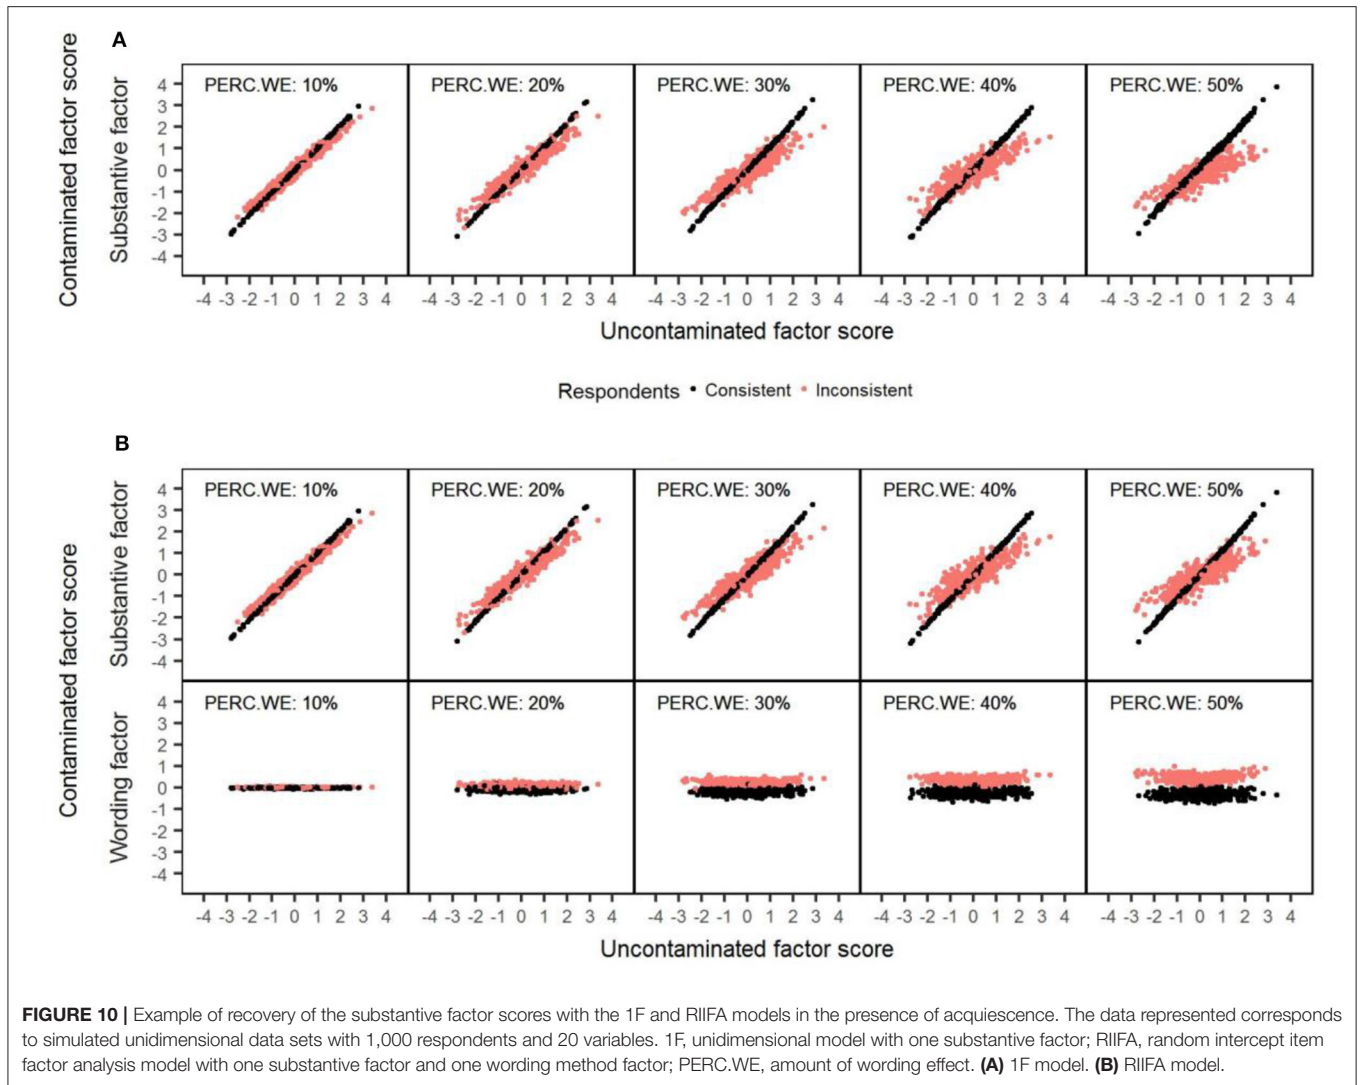 A
Contaminated factor score
Substantive factor
PERC.WE: 10% PERC.WE: 20% PERC.WE: 30% PERC.WE: 40% PERC.WE: 50%
4
3
2
1
0
-1
-2
-3
-4
-4 -3 -2 -1 0 1 2 3 4 -4 -3 -2 -1 0 1 2 3 4 -4 -3 -2 -1 0 1 2 3 4 -4 -3 -2 -1 0 1 2 3 4 -4 -3 -2 -1 0 1 2 3 4
Uncontaminated factor score
Respondents Consistent Inconsistent
B
Contaminated factor score
Substantive factor
PERC.WE: 10% PERC.WE: 20% PERC.WE: 30% PERC.WE: 40% PERC.WE: 50%
4
3
2
1
0
-1
-2
-3
-4
Wording factor
PERC.WE: 10% PERC.WE: 20% PERC.WE: 30% PERC.WE: 40% PERC.WE: 50%
4
3
2
1
0
-1
-2
-3
-4
-4 -3 -2 -1 0 1 2 3 4 -4 -3 -2 -1 0 1 2 3 4 -4 -3 -2 -1 0 1 2 3 4 -4 -3 -2 -1 0 1 2 3 4 -4 -3 -2 -1 0 1 2 3 4
Uncontaminated factor score
FIGURE 10 | Example of recovery of the substantive factor scores with the 1F and RIIFA models in the presence of acquiescence. The data represented corresponds
to simulated unidimensional data sets with 1,000 respondents and 20 variables. 1F, unidimensional model with one substantive factor; RIIFA, random intercept item
factor analysis model with one substantive factor and one wording method factor; PERC.WE, amount of wording effect. (A) 1F model. (B) RIIFA model.